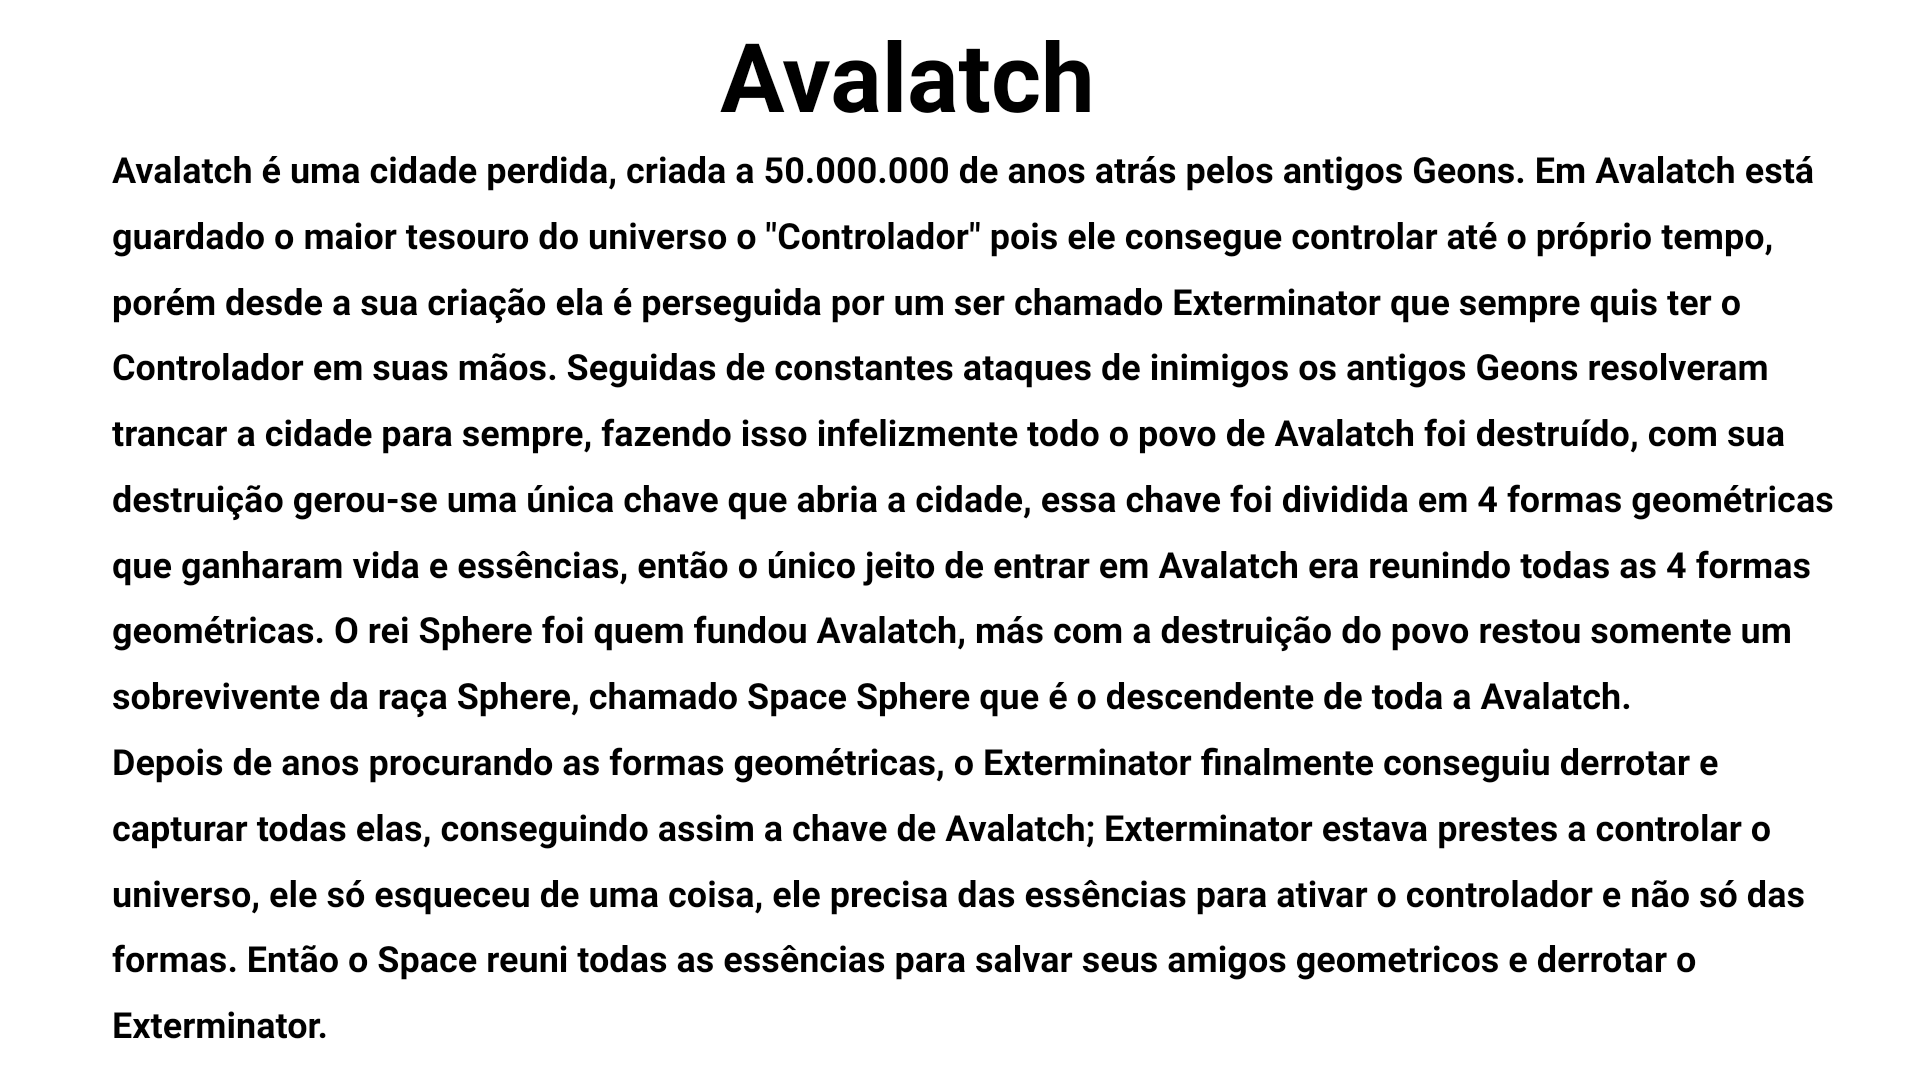 Avalatch
Avalatch é uma cidade perdida, criada a 50.000.000 de anos atrás pelos antigos Geons. Em Avalatch está
guardado o maior tesouro do universo o "Controlador" pois ele consegue controlar até o próprio tempo,
porém desde a sua criação ela é perseguida por um ser chamado Exterminator que sempre quis ter o
Controlador em suas mãos. Seguidas de constantes ataques de inimigos os antigos Geons resolveram
trancar a cidade para sempre, fazendo isso infelizmente todo o povo de Avalatch foi destruído, com sua
destruição gerou-se uma única chave que abria a cidade, essa chave foi dividida em 4 formas geométricas
que ganharam vida e essências, então o único jeito de entrar em Avalatch era reunindo todas as 4 formas
geométricas. O rei Sphere foi quem fundou Avalatch, más com a destruição do povo restou somente um
sobrevivente da raça Sphere, chamado Space Sphere que é o descendente de toda a Avalatch.
Depois de anos procurando as formas geométricas, o Exterminator finalmente conseguiu derrotar e
capturar todas elas, conseguindo assim a chave de Avalatch; Exterminator estava prestes a controlar o
universo, ele só esqueceu de uma coisa, ele precisa das essências para ativar o controlador e não só das
formas. Então o Space reuni todas as essências para salvar seus amigos geometricos e derrotar o
Exterminator.